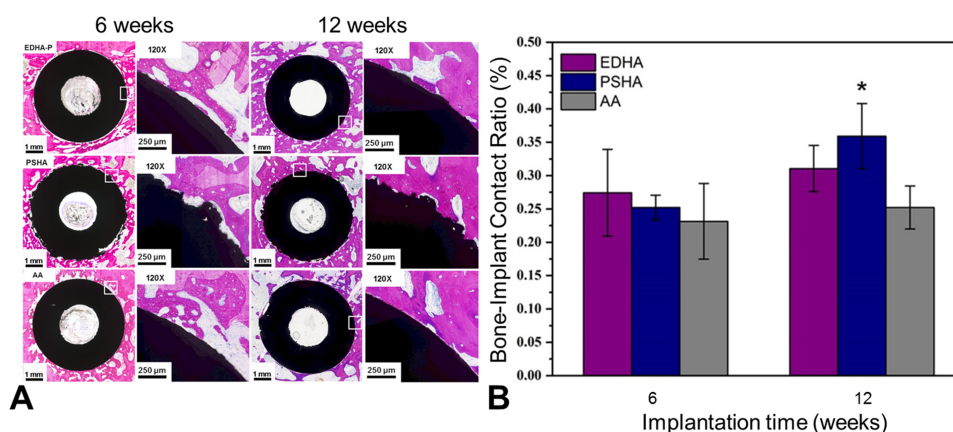 6 weeks 12 weeks
EDHA-P 120X 120X
1 mm 250 µm 1 mm 250 µm
PSHA 120X 120X
1 mm 250 µm 1 mm 250 µm
AA 120X 120X
1 mm 250 µm 1 mm 250 µm
A
Bone-Implant Contact Ratio (%)
0.50
0.45
0.40
0.35
0.30
0.25
0.20
0.15
0.10
0.05
0.00
EDHA
PSHA
AA
*
6 12
Implantation time (weeks)
B